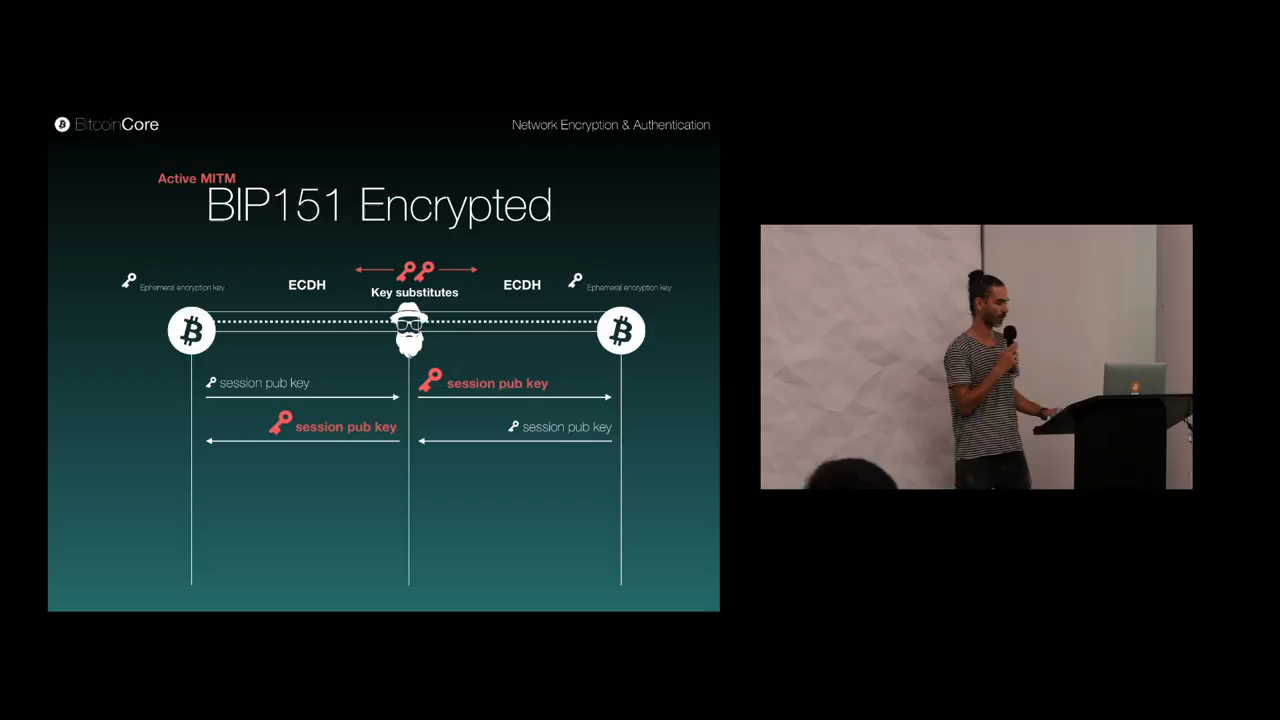 BitcoinCore
Network Encryption & Authentication
Active MITM
BIP151 Encrypted
Ephemeral encryption key
ECDH
Key substitutes
ECDH
Ephemeral encryption key
session pub key
session pub key
session pub key
session pub key